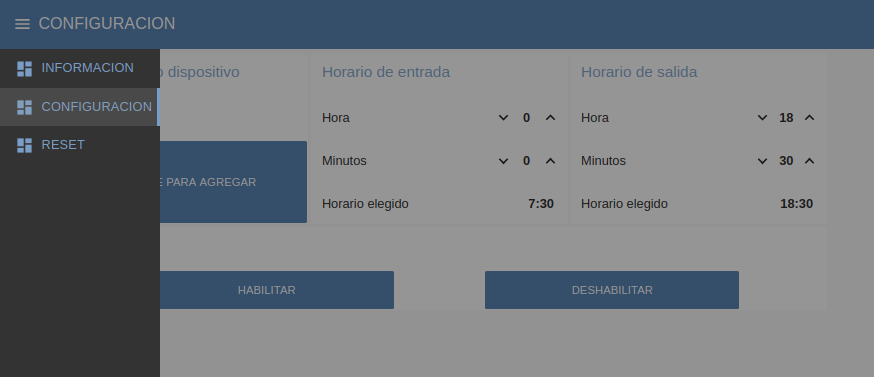 CONFIGURACION
INFORMACION
CONFIGURACION
RESET
dispositivo
PARA AGREGAR
Horario de entrada
Hora 0
Minutos 0
Horario elegido 7:30
Horario de salida
Hora 18
Minutos 30
Horario elegido 18:30
HABILITAR
DESHABILITAR